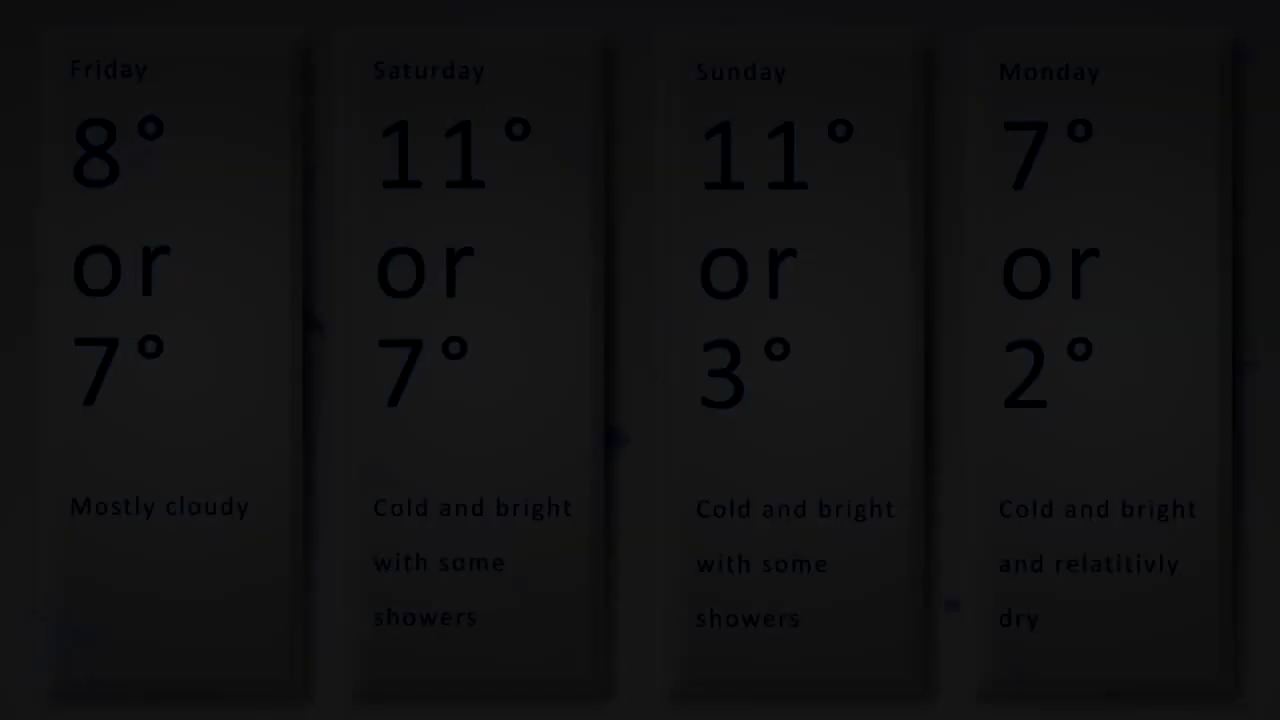 Friday
8°
or
7°
Mostly cloudy
Saturday
11°
or
7°
Cold and bright
with some
showers
Sunday
11°
or
3°
Cold and bright
with some
showers
Monday
7°
or
2°
Cold and bright
and relatitivly
dry